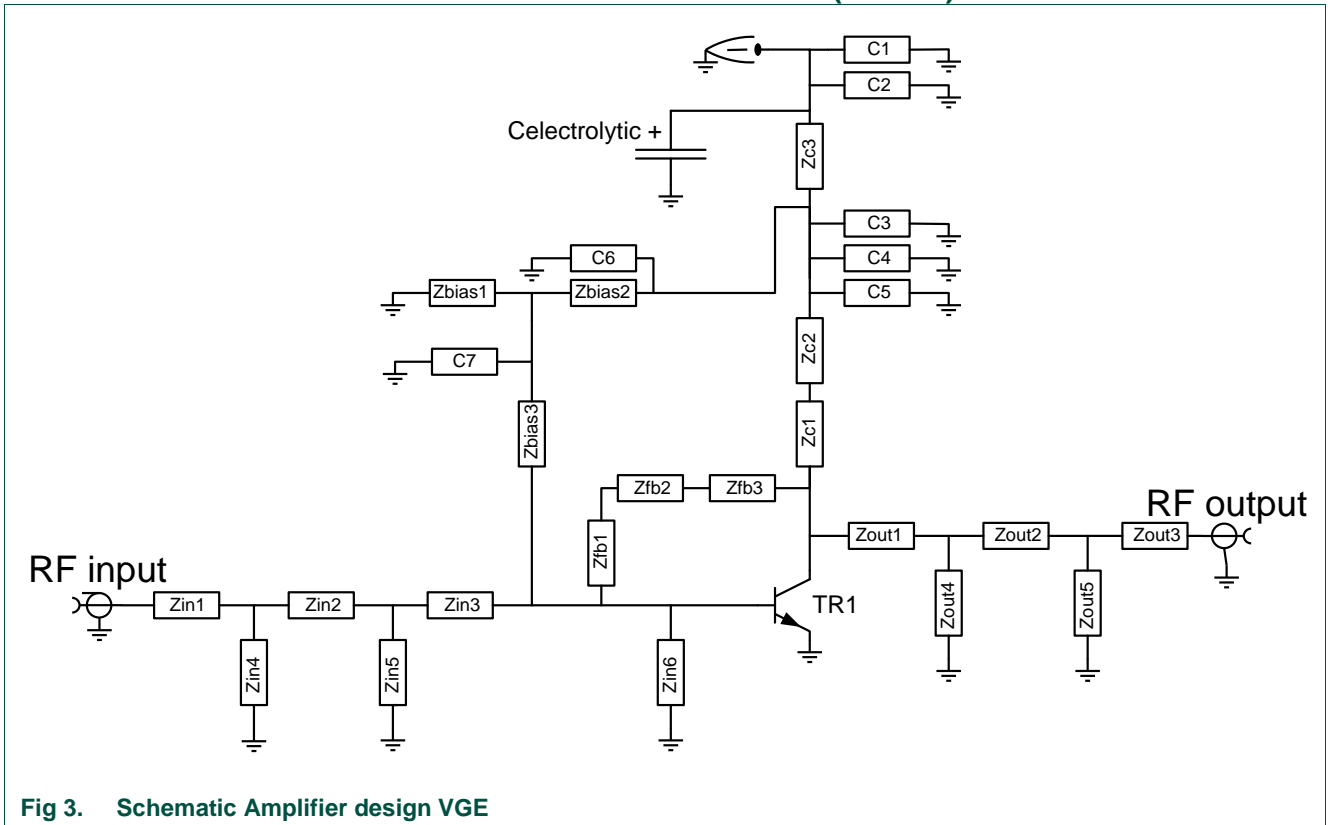 C1
C2
Celectrolytic +
Zc3
C3
C6
C4
Zbias1
Zbias2
C5
Zc2
C7
Zbias3
Zc1
Zfb2
Zfb3
RF output
Zfb1
Zout1
Zout2
Zout3
RF input
Zin1
Zin2
Zin3
TR1
Zout4
Zout5
Zin4
Zin5
Zin6
Fig 3. Schematic Amplifier design VGE